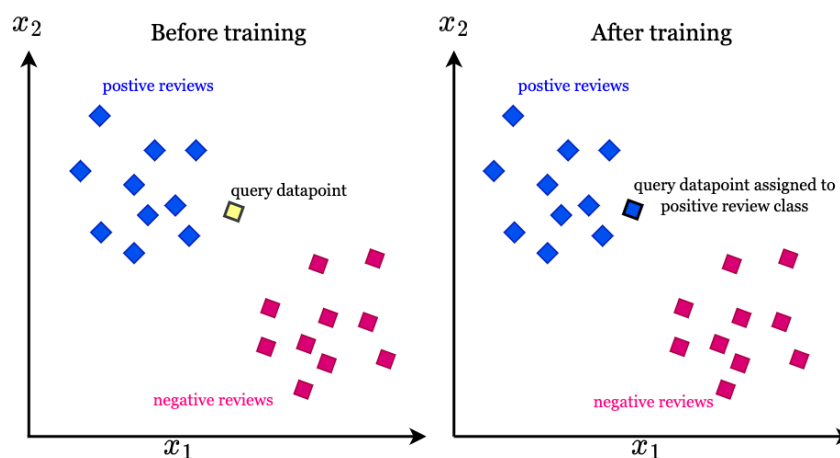 x₂
Before training
postive reviews
query datapoint
negative reviews
x₁
x₂
After training
postive reviews
query datapoint assigned to
positive review class
negative reviews
x₁